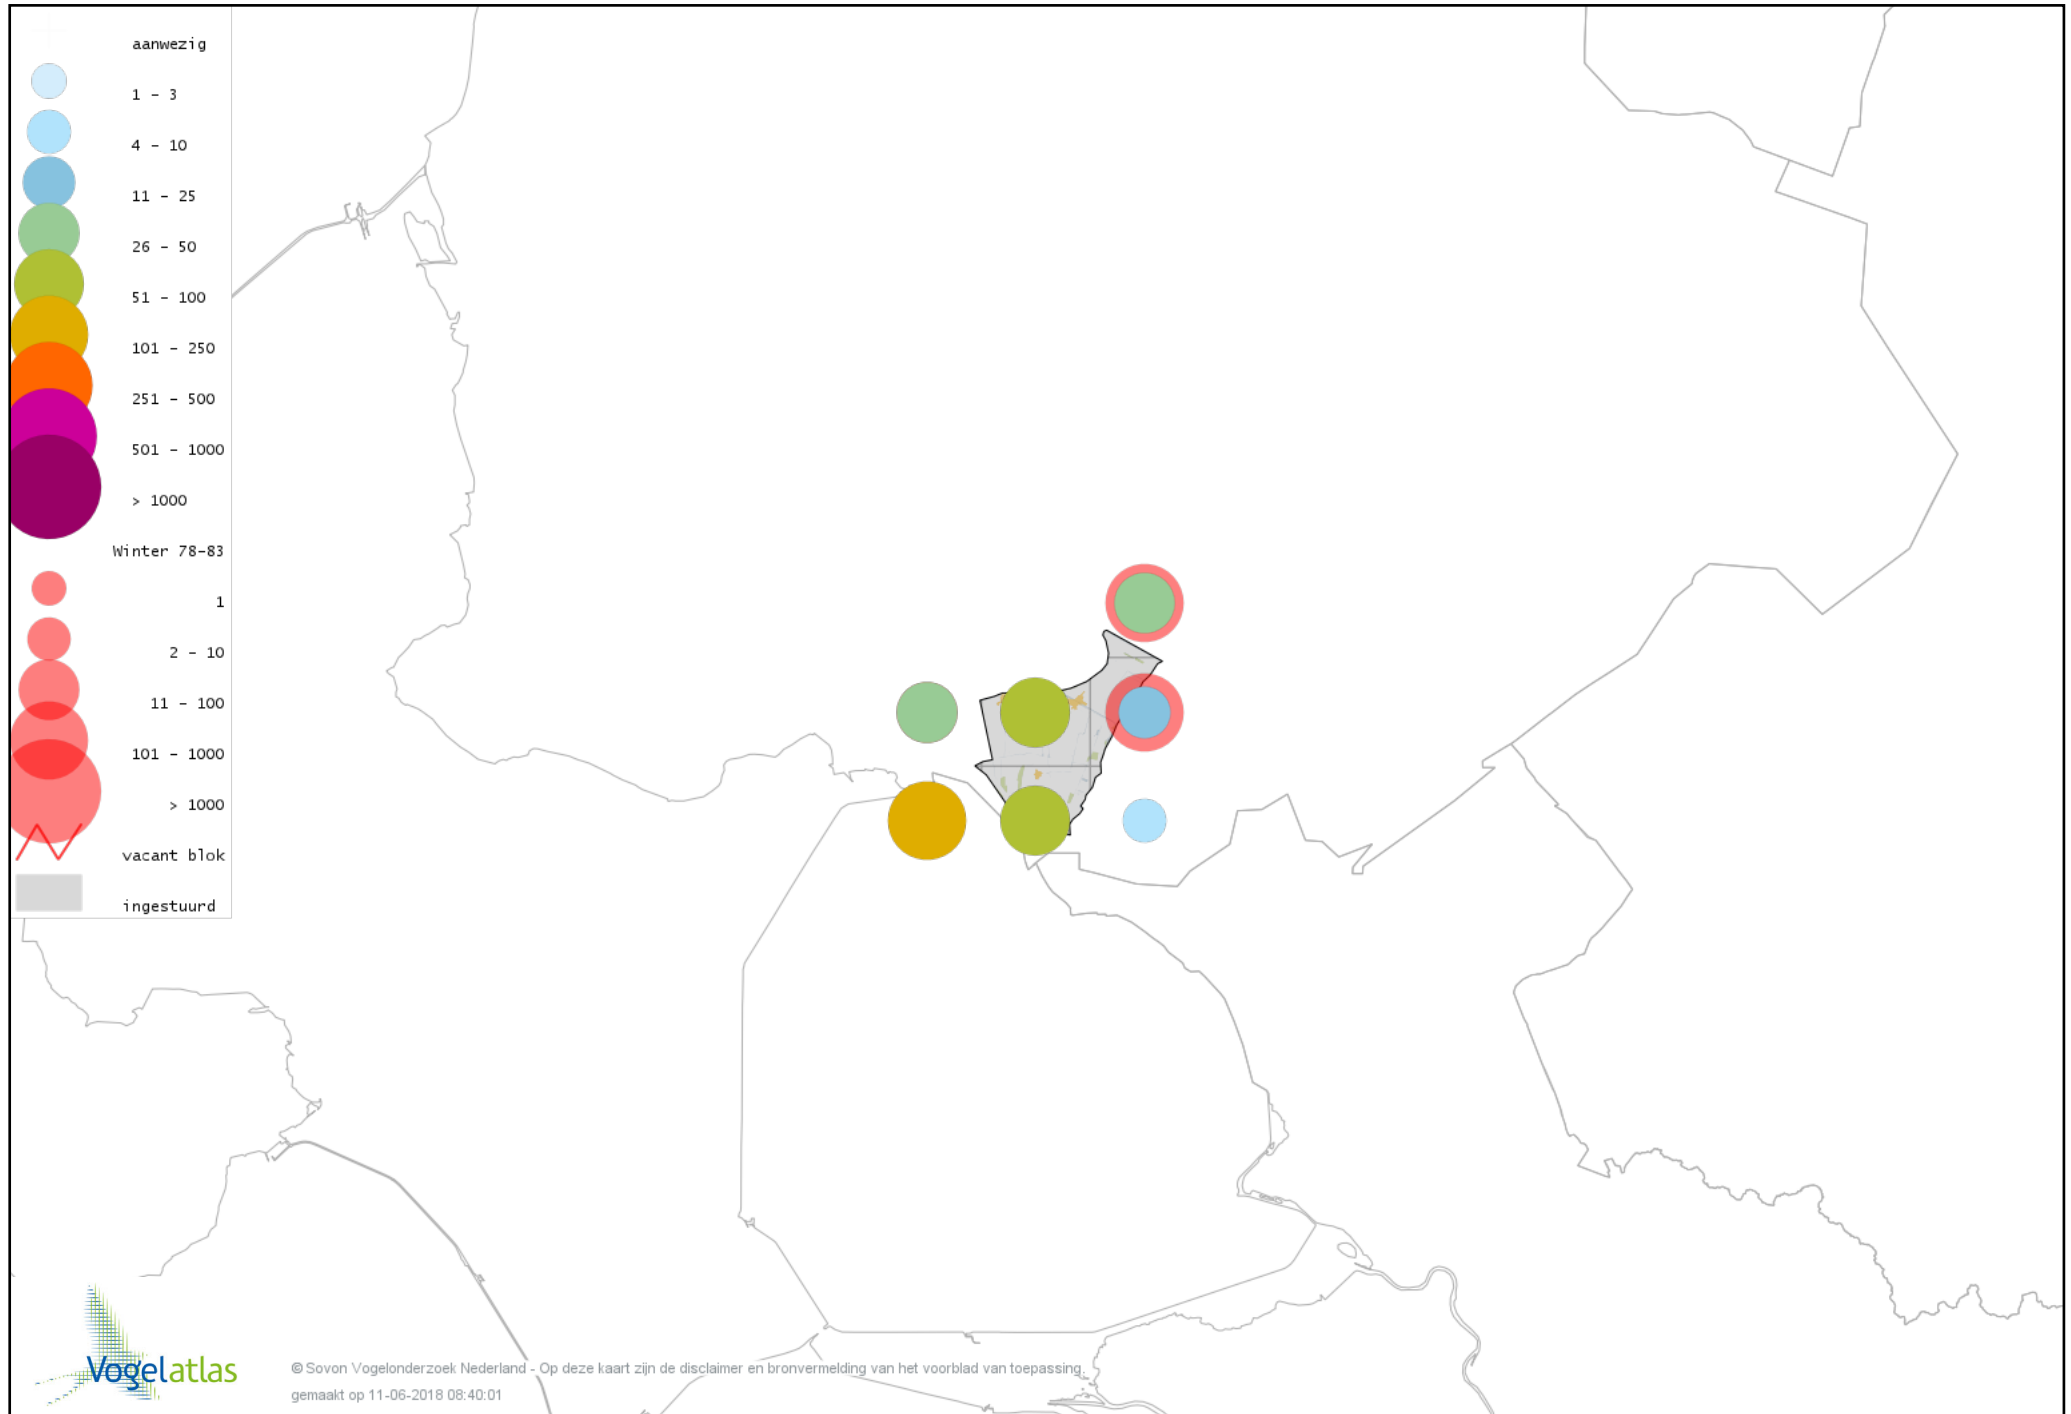 aanwezig
1 - 3
4 - 10
11 - 25
26 - 50
51 - 100
101 - 250
251 - 500
501 - 1000
> 1000
Winter 78-83
1
2 - 10
11 - 100
101 - 1000
> 1000
vacant blok
ingestuurd
Vogelatlas
© Sovon Vogelonderzoek Nederland - Op deze kaart zijn de disclaimer en bronvermelding van het voorblad van toepassing.
gemaakt op 11-06-2018 08:40:01